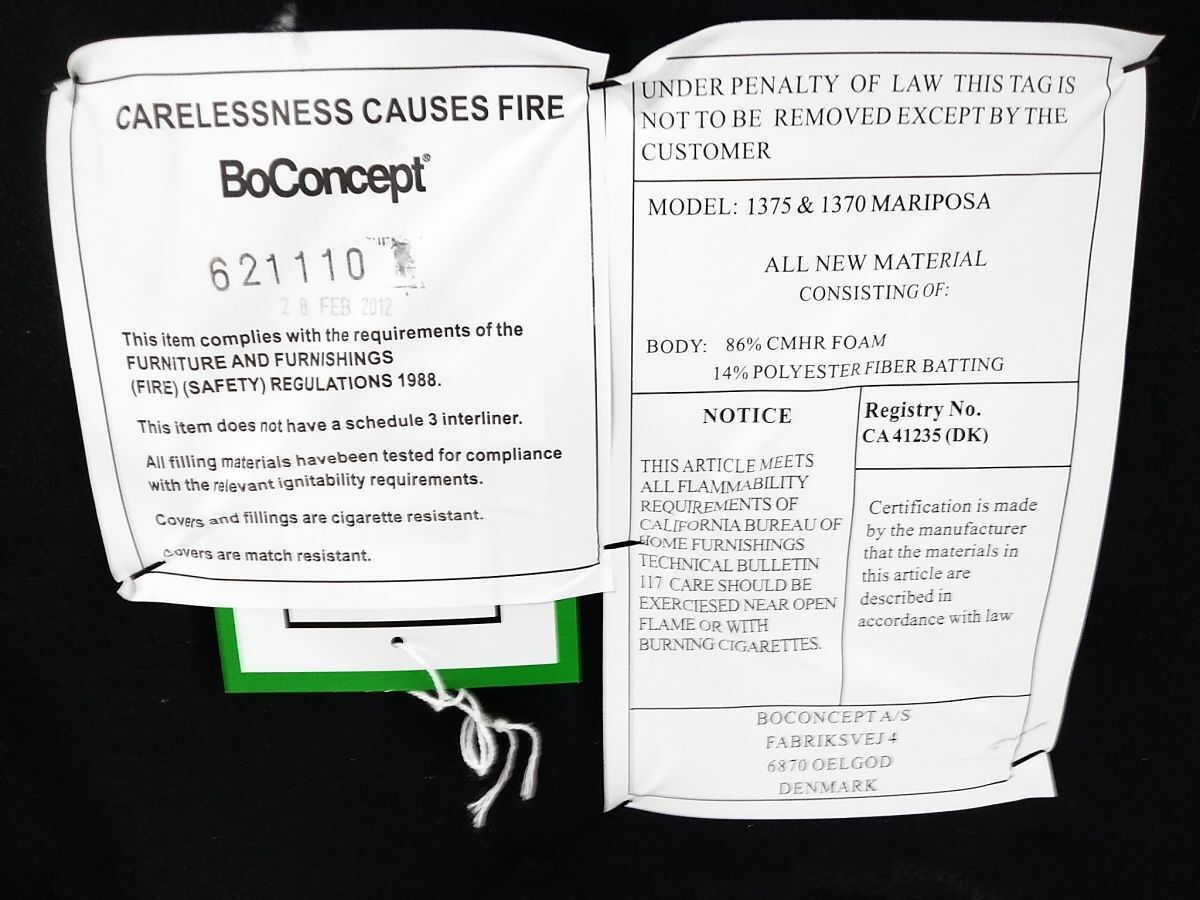 CARELESSNESS CAUSES FIRE
BoConcept®
621110
28 FEB 2012
This item complies with the requirements of the
FURNITURE AND FURNISHINGS
(FIRE) (SAFETY) REGULATIONS 1988.
This item does not have a schedule 3 interliner.
All filling materials havebeen tested for compliance
with the relevant ignitability requirements.
Covers and fillings are cigarette resistant.
Covers are match resistant.
UNDER PENALTY OF LAW THIS TAG IS
NOT TO BE REMOVED EXCEPT BY THE
CUSTOMER
MODEL: 1375 & 1370 MARIPOSA
ALL NEW MATERIAL
CONSISTING OF:
BODY: 86% CMHR FOAM
14% POLYESTER FIBER BATTING
NOTICE
THIS ARTICLE MEETS
ALL FLAMMABILITY
REQUIREMENTS OF
CALIFORNIA BUREAU OF
HOME FURNISHINGS
TECHNICAL BULLETIN
117 CARE SHOULD BE
EXERCIESED NEAR OPEN
FLAME OR WITH
BURNING CIGARETTES.
Registry No.
CA 41235 (DK)
Certification is made
by the manufacturer
that the materials in
this article are
described in
accordance with law
BOCONCEPT A/S
FABRIKSVEJ 4
6870 OELGOD
DENMARK